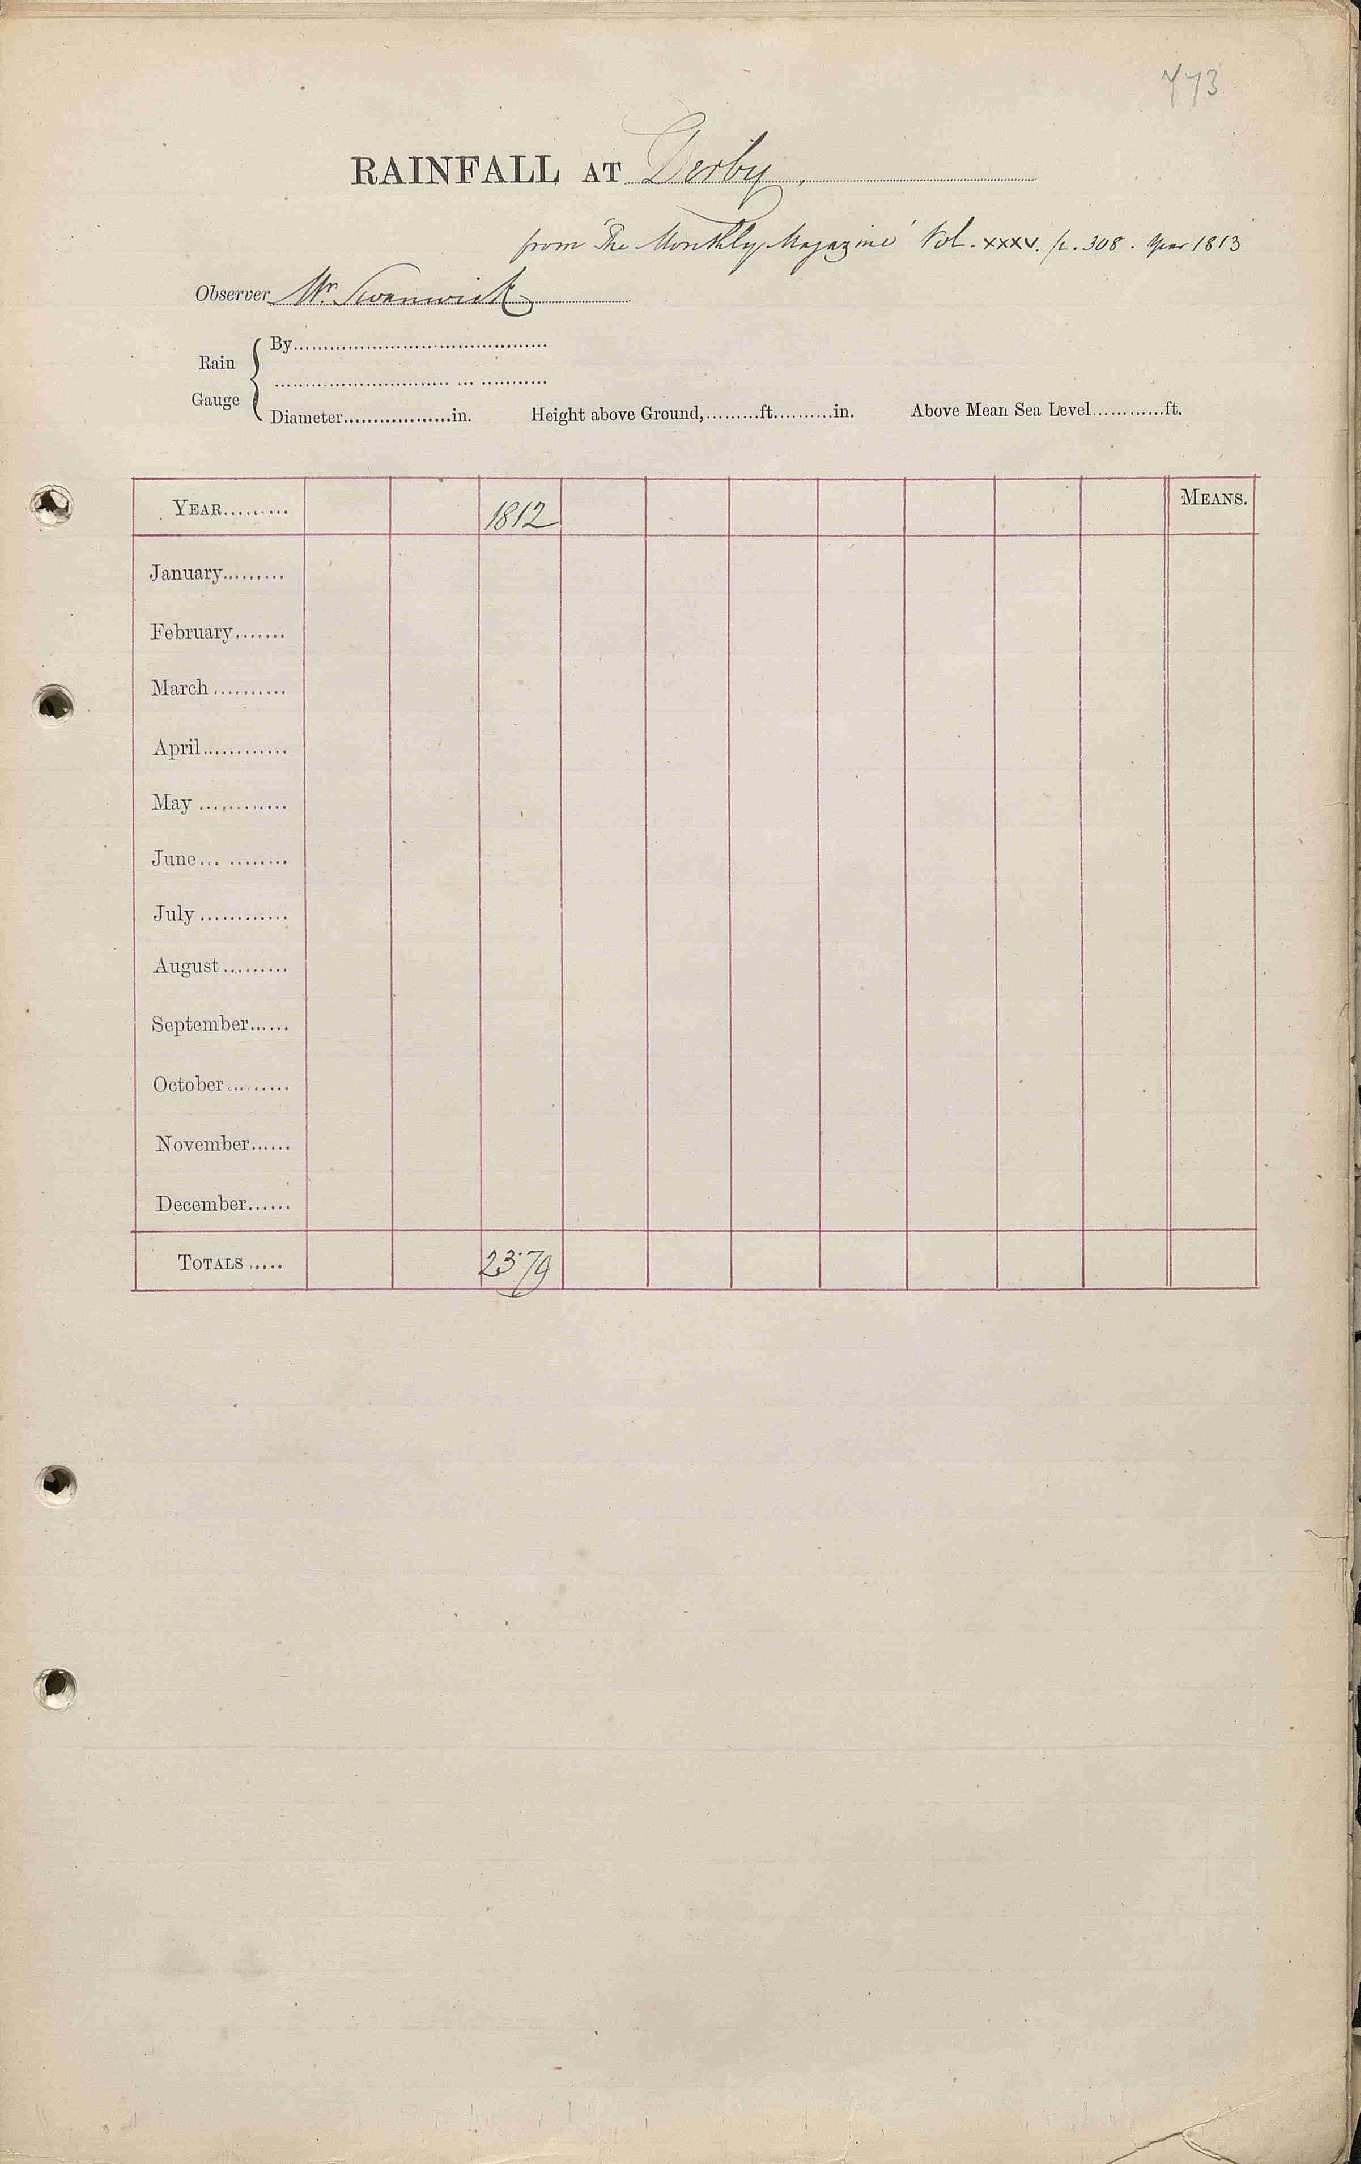 773
RAINFALL AT Derby.
from 'The Monthly Magazine' Vol. xxxv. p. 308. Year 1813
Observer Mr Swanwick
Rain Gauge { By..........
Diameter..........in. Height above Ground,.........ft..........in. Above Mean Sea Level............ft.
YEAR......... 1812 MEANS.
January.........
February.......
March..........
April............
May............
June... ........
July............
August.........
September......
October.........
November......
December......
TOTALS..... 23.79